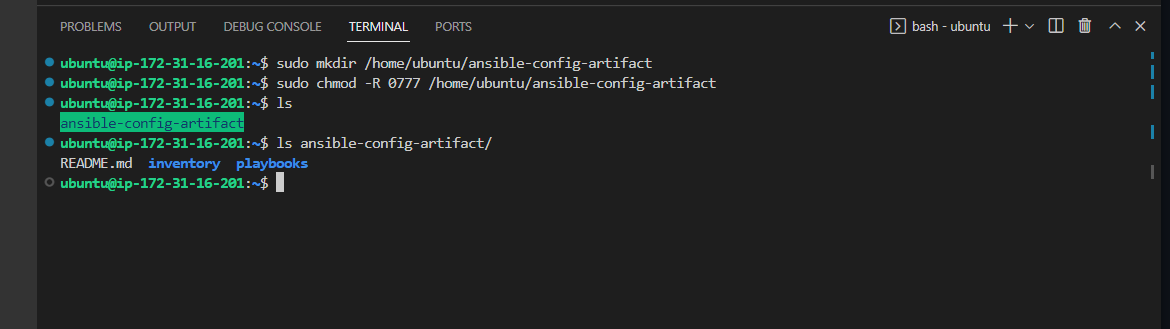 PROBLEMS OUTPUT DEBUG CONSOLE TERMINAL PORTS bash - ubuntu
ubuntu@ip-172-31-16-201:~$ sudo mkdir /home/ubuntu/ansible-config-artifact
ubuntu@ip-172-31-16-201:~$ sudo chmod -R 0777 /home/ubuntu/ansible-config-artifact
ubuntu@ip-172-31-16-201:~$ ls
ansible-config-artifact
ubuntu@ip-172-31-16-201:~$ ls ansible-config-artifact/
README.md inventory playbooks
ubuntu@ip-172-31-16-201:~$